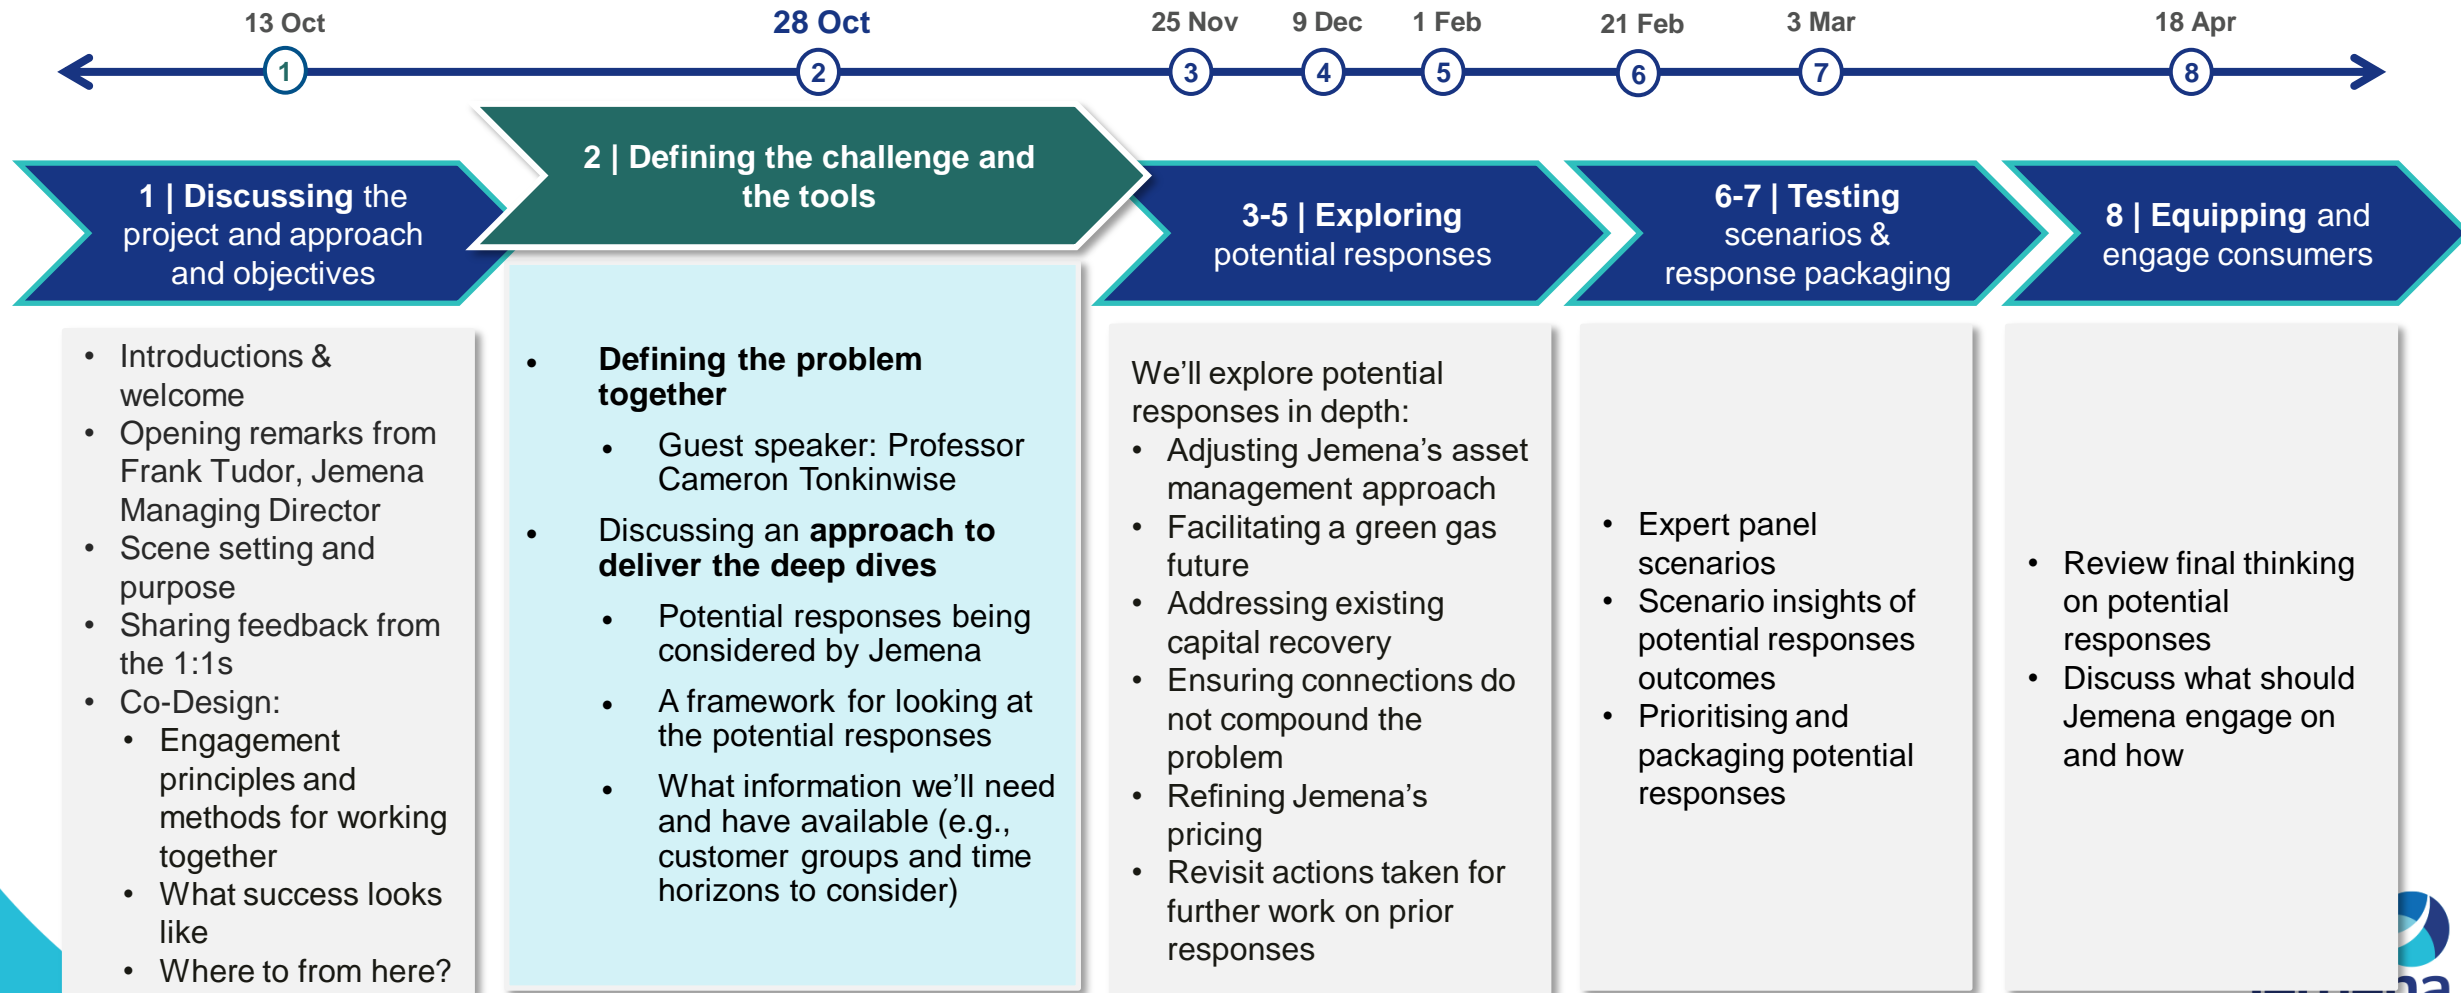 13 Oct
28 Oct
25 Nov
9 Dec
1 Feb
21 Feb
3 Mar
18 Apr
1
2
3
4
5
6
7
8
1 | Discussing the
project and approach
and objectives
2 | Defining the challenge and
the tools
3-5 | Exploring
potential responses
6-7 | Testing
scenarios &
response packaging
8 | Equipping and
engage consumers
• Introductions &
welcome
• Opening remarks from
Frank Tudor, Jemena
Managing Director
• Scene setting and
purpose
• Sharing feedback from
the 1:1s
• Co-Design:
• Engagement
principles and
methods for working
together
• What success looks
like
• Where to from here?
• Defining the problem
together
• Guest speaker: Professor
Cameron Tonkinwise
• Discussing an approach to
deliver the deep dives
• Potential responses being
considered by Jemena
• A framework for looking at
the potential responses
• What information we'll need
and have available (e.g.,
customer groups and time
horizons to consider)
We'll explore potential
responses in depth:
• Adjusting Jemena's asset
management approach
• Facilitating a green gas
future
• Addressing existing
capital recovery
• Ensuring connections do
not compound the
problem
• Refining Jemena's
pricing
• Revisit actions taken for
further work on prior
responses
• Expert panel
scenarios
• Scenario insights of
potential responses
outcomes
• Prioritising and
packaging potential
responses
• Review final thinking
on potential
responses
• Discuss what should
Jemena engage on
and how